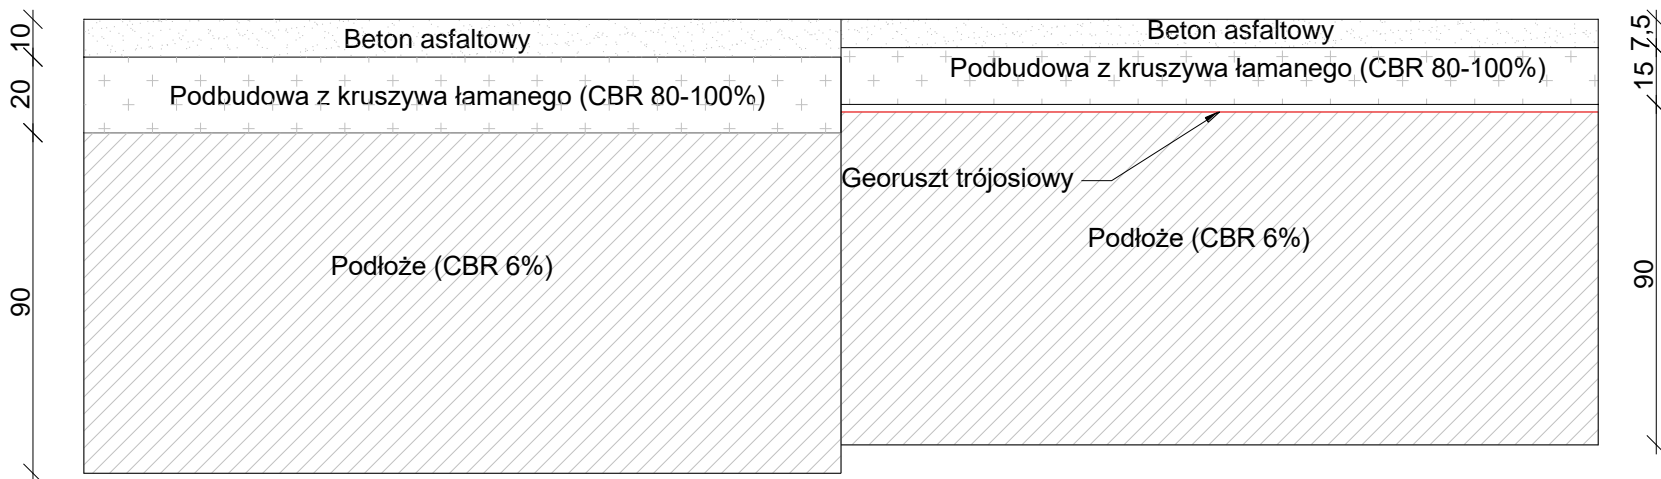 10
Beton asfaltowy
20
Podbudowa z kruszywa łamanego (CBR 80-100%)
90
Podłoże (CBR 6%)
Beton asfaltowy
7,5
Podbudowa z kruszywa łamanego (CBR 80-100%)
15
Georuszt trójosiowy
Podłoże (CBR 6%)
90